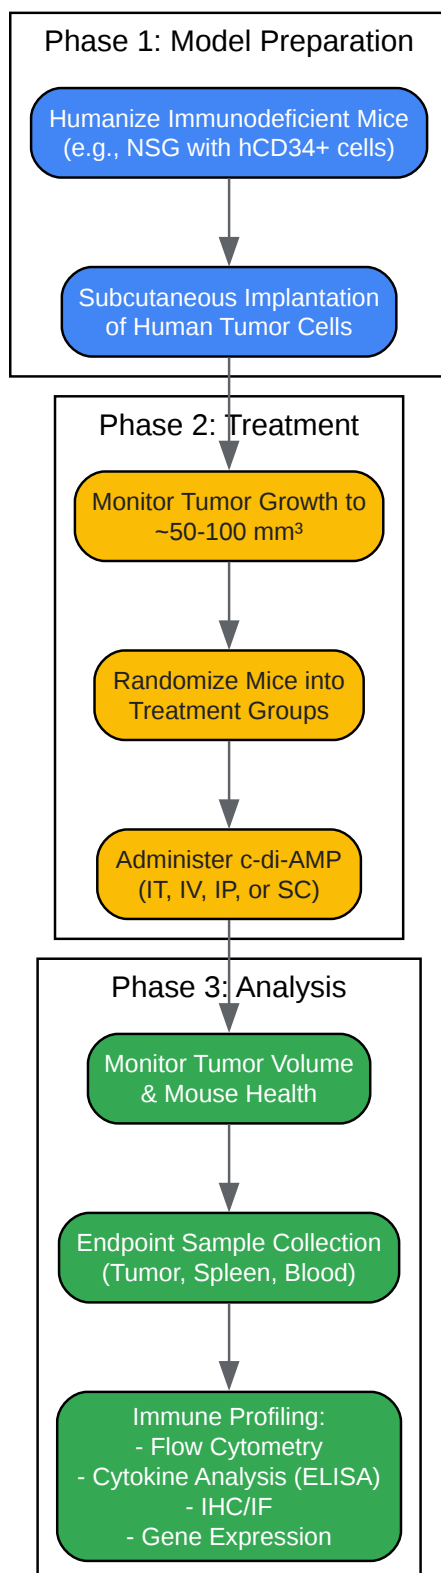 Phase 1: Model Preparation
Humanize Immunodeficient Mice
(e.g., NSG with hCD34+ cells)
Subcutaneous Implantation
of Human Tumor Cells
Phase 2: Treatment
Monitor Tumor Growth to
~50-100 mm³
Randomize Mice into
Treatment Groups
Administer c-di-AMP
(IT, IV, IP, or SC)
Phase 3: Analysis
Monitor Tumor Volume
& Mouse Health
Endpoint Sample Collection
(Tumor, Spleen, Blood)
Immune Profiling:
- Flow Cytometry
- Cytokine Analysis (ELISA)
- IHC/IF
- Gene Expression